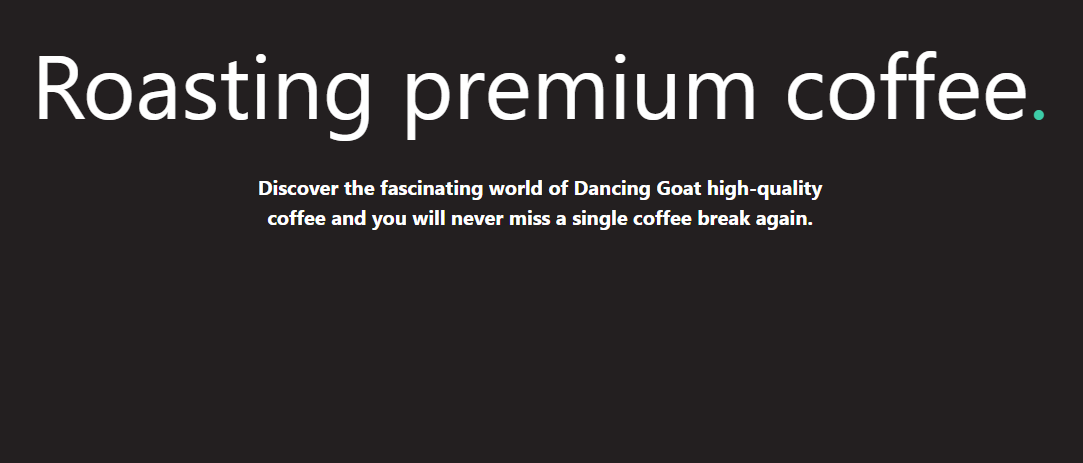 Roasting premium coffee.
Discover the fascinating world of Dancing Goat high-quality
coffee and you will never miss a single coffee break again.